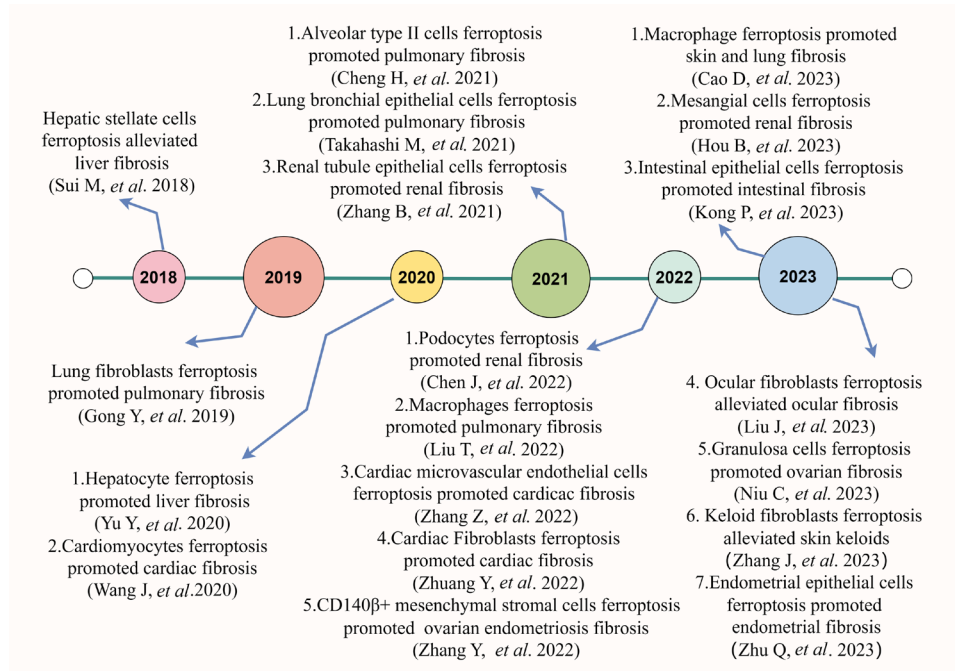 Hepatic stellate cells
ferroptosis alleviated
liver fibrosis
(Sui M, et al. 2018)
1.Alveolar type II cells ferroptosis
promoted pulmonary fibrosis
(Cheng H, et al. 2021)
2.Lung bronchial epithelial cells ferroptosis
promoted pulmonary fibrosis
(Takahashi M, et al. 2021)
3.Renal tubule epithelial cells ferroptosis
promoted renal fibrosis
(Zhang B, et al. 2021)
1.Macrophage ferroptosis promoted
skin and lung fibrosis
(Cao D, et al. 2023)
2.Mesangial cells ferroptosis
promoted renal fibrosis
(Hou B, et al. 2023)
3.Intestinal epithelial cells ferroptosis
promoted intestinal fibrosis
(Kong P, et al. 2023)
2018
2019
2020
2021
2022
2023
Lung fibroblasts ferroptosis
promoted pulmonary fibrosis
(Gong Y, et al. 2019)
1.Hepatocyte ferroptosis
promoted liver fibrosis
(Yu Y, et al. 2020)
2.Cardiomyocytes ferroptosis
promoted cardiac fibrosis
(Wang J, et al.2020)
1.Podocytes ferroptosis
promoted renal fibrosis
(Chen J, et al. 2022)
2.Macrophages ferroptosis
promoted pulmonary fibrosis
(Liu T, et al. 2022)
3.Cardiac microvascular endothelial cells
ferroptosis promoted cardicac fibrosis
(Zhang Z, et al. 2022)
4.Cardiac Fibroblasts ferroptosis
promoted cardiac fibrosis
(Zhuang Y, et al. 2022)
5.CD140β+ mesenchymal stromal cells ferroptosis
promoted ovarian endometriosis fibrosis
(Zhang Y, et al. 2022)
4. Ocular fibroblasts ferroptosis
alleviated ocular fibrosis
(Liu J, et al. 2023)
5.Granulosa cells ferroptosis
promoted ovarian fibrosis
(Niu C, et al. 2023)
6. Keloid fibroblasts ferroptosis
alleviated skin keloids
(Zhang J, et al. 2023)
7.Endometrial epithelial cells
ferroptosis promoted
endometrial fibrosis
(Zhu Q, et al. 2023)